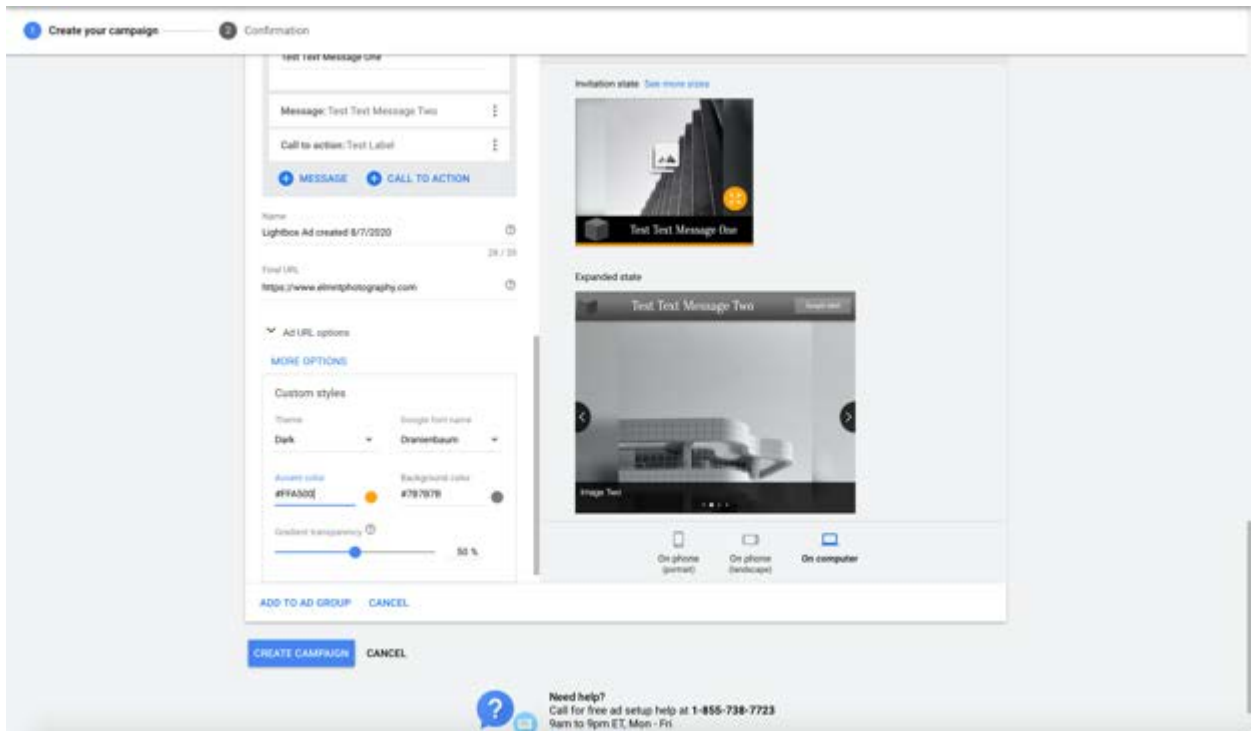 1 Create your campaign
2 Confirmation
Test Text Message One
Message: Test Text Message Two
Call to action: Test Label
MESSAGE
CALL TO ACTION
Name
Lightbox Ad created 8/7/2020
Final URL
https://www.elmntphotography.com
Ad URL options
MORE OPTIONS
Custom styles
Theme
Google font name
Dark
Oranienbaum
Accent color
Background color
#FFA500
#7B7B7B
Gradient transparency
50 %
ADD TO AD GROUP
CANCEL
Invitation state See more sizes
Test Text Message One
Expanded state
Test Text Message Two
Image Two
On phone
(portrait)
On phone
(landscape)
On computer
CREATE CAMPAIGN
CANCEL
Need help?
Call for free ad setup help at 1-855-738-7723
9am to 9pm ET, Mon - Fri